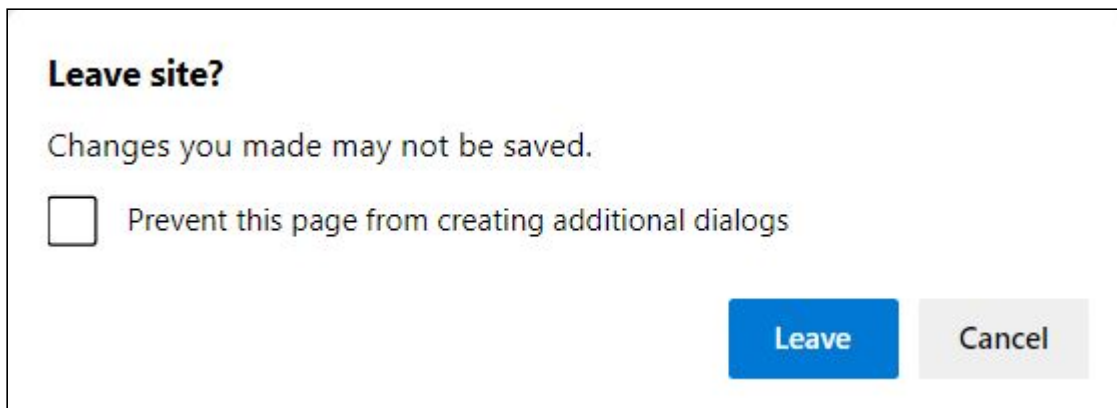 Leave site?
Changes you made may not be saved.
Prevent this page from creating additional dialogs
Leave Cancel